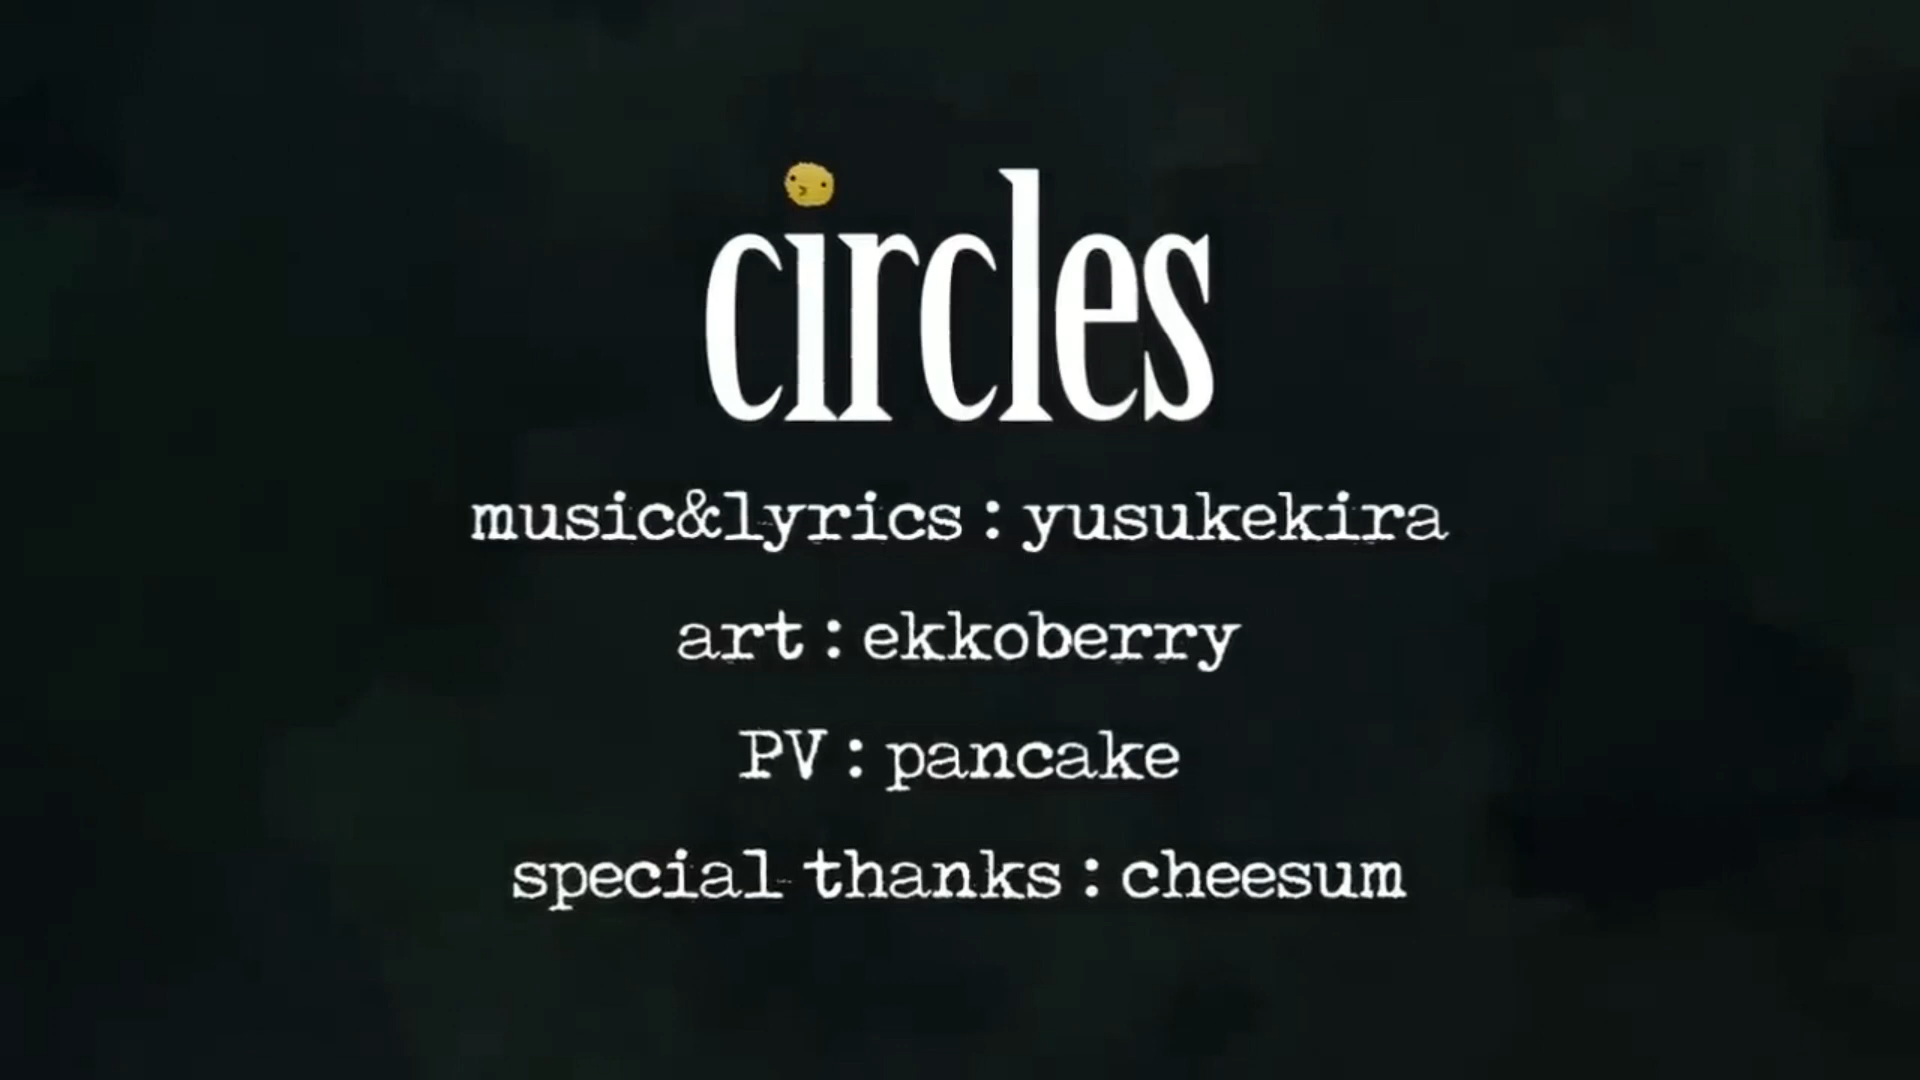 circles
music&lyrics : yusukekira
art : ekkoberry
PV : pancake
special thanks : cheesum